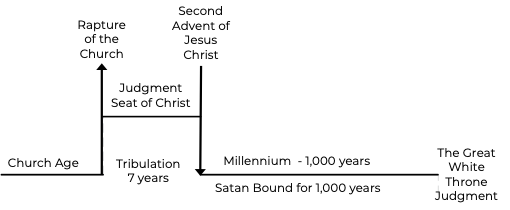 Rapture
of the
Church
Second
Advent of
Jesus
Christ
Judgment
Seat of Christ
Church Age
Tribulation
7 years
Millennium - 1,000 years
Satan Bound for 1,000 years
The Great
White
Throne
Judgment